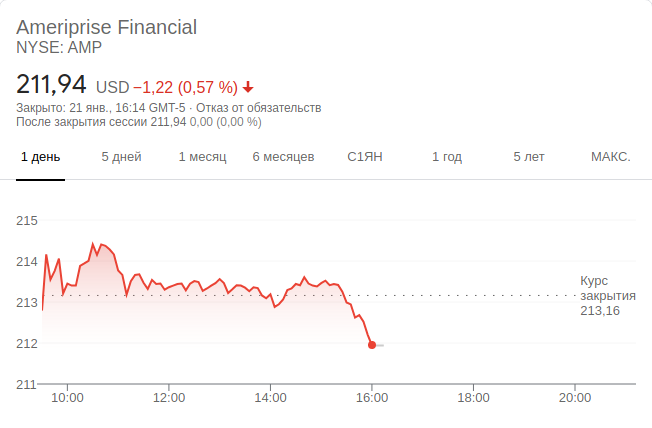 Ameriprise Financial
NYSE: AMP
211,94 USD −1,22 (0,57 %)
Закрыто: 21 янв., 16:14 GMT-5 · Отказ от обязательств
После закрытия сессии 211,94 0,00 (0,00 %)
1 день 5 дней 1 месяц 6 месяцев С1ЯН 1 год 5 лет МАКС.
215
214
213
212
211
Курс
закрытия
213,16
10:00 12:00 14:00 16:00 18:00 20:00